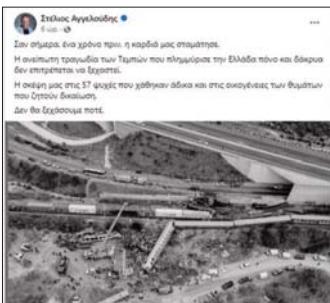 Στέλιος Αγγελούδης
6 ώρ.
Σαν σήμερα, ένα χρόνο πριν, η καρδιά μας σταμάτησε.
Η ανείπωτη τραγωδία των Τεμπών που πλημμύρισε την Ελλάδα πόνο και δάκρυα
δεν επιτρέπεται να ξεχαστεί.
Η σκέψη μας στις 57 ψυχές που χάθηκαν άδικα και στις οικογένειες των θυμάτων
που ζητούν δικαίωση.
Δεν θα ξεχάσουμε ποτέ.